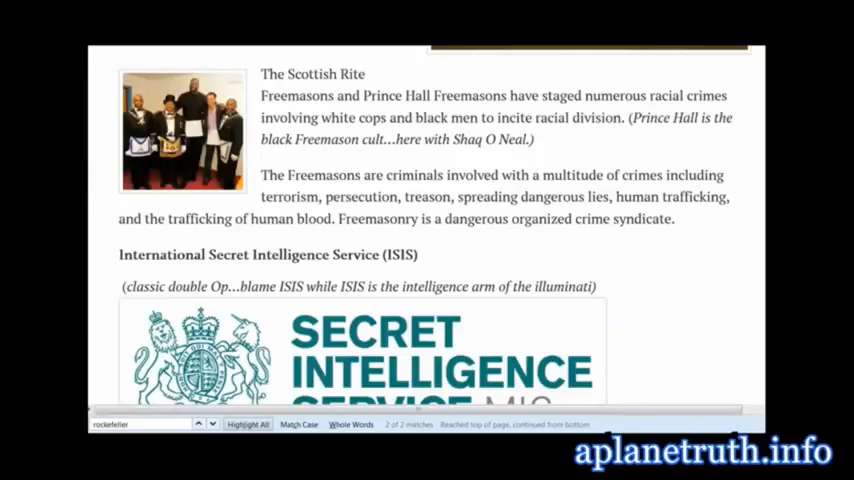 The Scottish Rite
Freemasons and Prince Hall Freemasons have staged numerous racial crimes
involving white cops and black men to incite racial division. (Prince Hall is the
black Freemason cult...here with Shaq O Neal.)
The Freemasons are criminals involved with a multitude of crimes including
terrorism, persecution, treason, spreading dangerous lies, human trafficking,
and the trafficking of human blood. Freemasonry is a dangerous organized crime syndicate.
International Secret Intelligence Service (ISIS)
(classic double Op...blame ISIS while ISIS is the intelligence arm of the illuminati)
SECRET
INTELLIGENCE
SERVICE MI6
rockefeller Highlight All Match Case Whole Words 2 of 2 matches Reached top of page, continued from bottom
aplanetruth.info